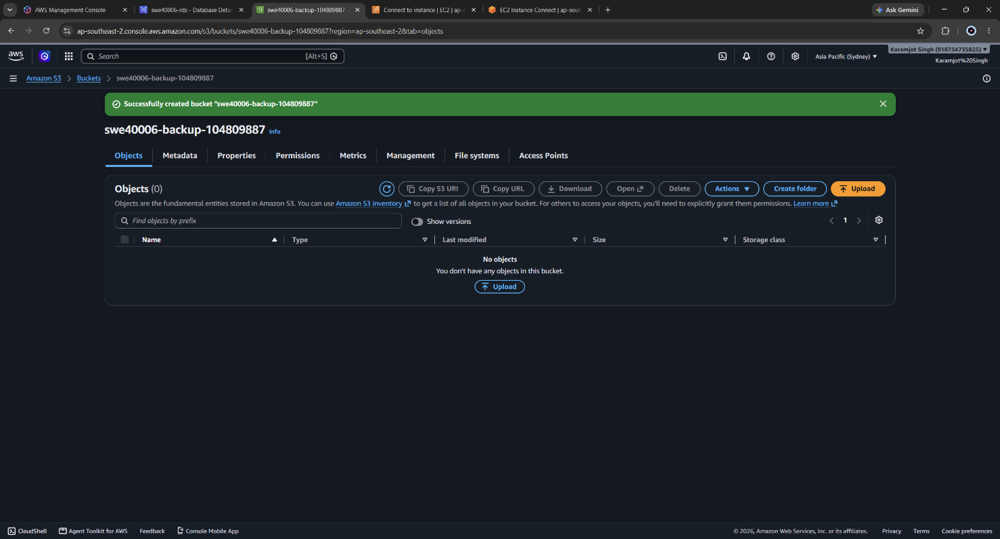 AWS Management Console
swe40006-rds - Database Detai
swe40006-backup-104809887 -
Connect to instance | EC2 | ap-s
EC2 Instance Connect | ap-sout
Ask Gemini
ap-southeast-2.console.aws.amazon.com/s3/buckets/swe40006-backup-104809887?region=ap-southeast-2&tab=objects
aws
Search
[Alt+S]
Asia Pacific (Sydney)
Karamjot Singh (918734735825)
Karamjot%20Singh
Amazon S3
Buckets
swe40006-backup-104809887
Successfully created bucket "swe40006-backup-104809887"
swe40006-backup-104809887 Info
Objects Metadata Properties Permissions Metrics Management File systems Access Points
Objects (0)
Copy S3 URI
Copy URL
Download
Open
Delete
Actions
Create folder
Upload
Objects are the fundamental entities stored in Amazon S3. You can use Amazon S3 inventory to get a list of all objects in your bucket. For others to access your objects, you'll need to explicitly grant them permissions. Learn more
Find objects by prefix
Show versions
1
Name Type Last modified Size Storage class
No objects
You don't have any objects in this bucket.
Upload
CloudShell Agent Toolkit for AWS Feedback Console Mobile App
© 2026, Amazon Web Services, Inc. or its affiliates. Privacy Terms Cookie preferences